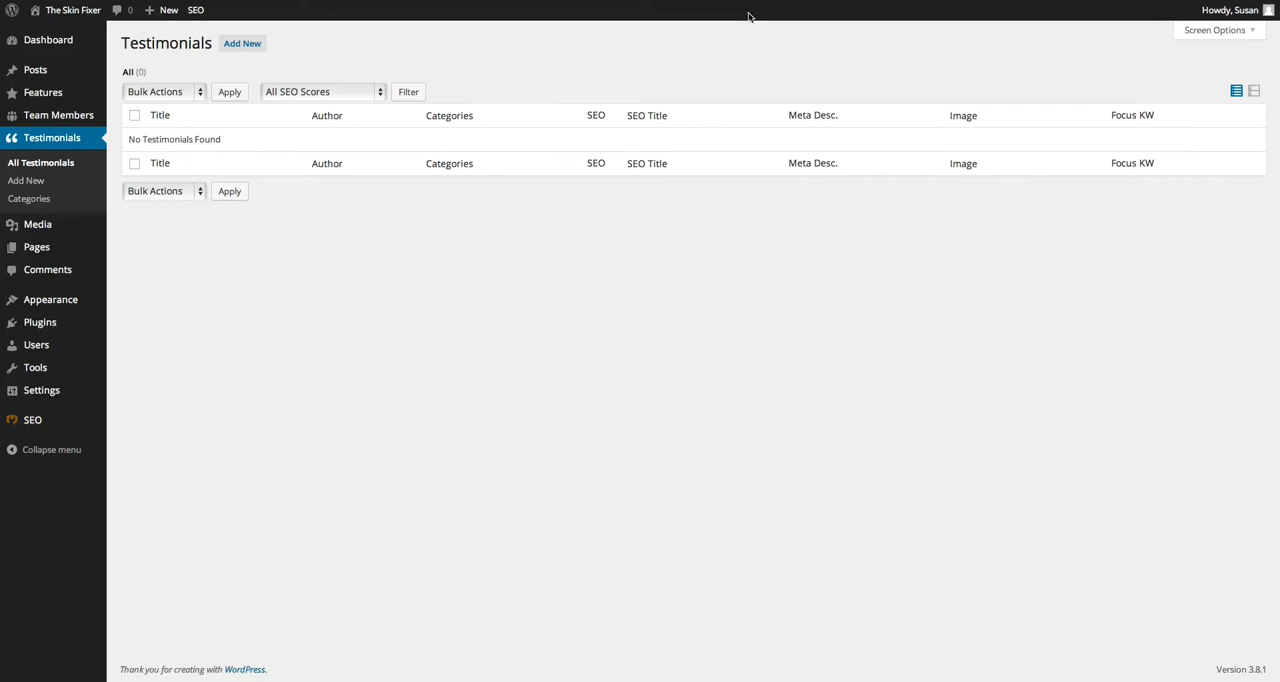 The Skin Fixer 0 New SEO Howdy, Susan
Screen Options
Dashboard
Posts
Features
Team Members
Testimonials
All Testimonials
Add New
Categories
Media
Pages
Comments
Appearance
Plugins
Users
Tools
Settings
SEO
Collapse menu
Testimonials Add New
All (0)
Bulk Actions Apply All SEO Scores Filter
Title Author Categories SEO SEO Title Meta Desc. Image Focus KW
No Testimonials Found
Title Author Categories SEO SEO Title Meta Desc. Image Focus KW
Bulk Actions Apply
Thank you for creating with WordPress. Version 3.8.1